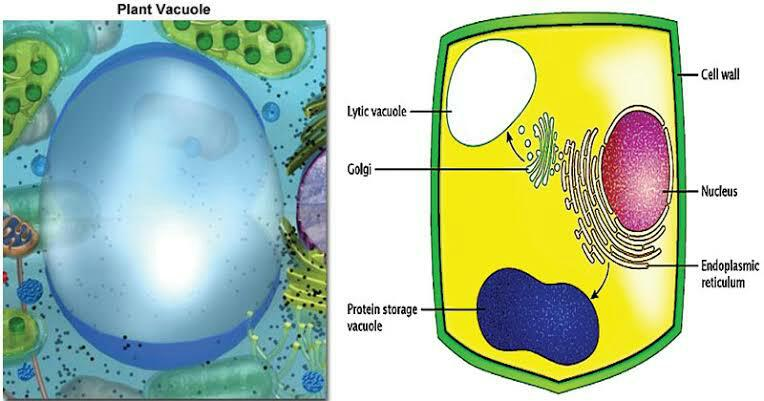 Plant Vacuole
Lytic vacuole
Golgi
Protein storage
vacuole
Cell wall
Nucleus
Endoplasmic
reticulum